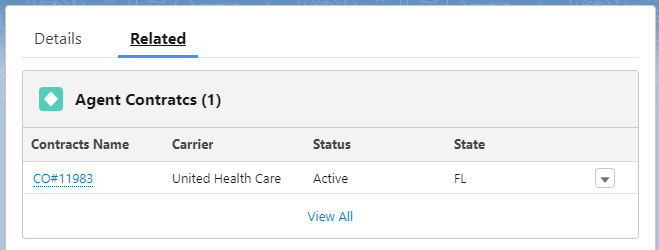 Details Related
Agent Contratcs (1)
Contracts Name Carrier Status State
CO#11983 United Health Care Active FL
View All